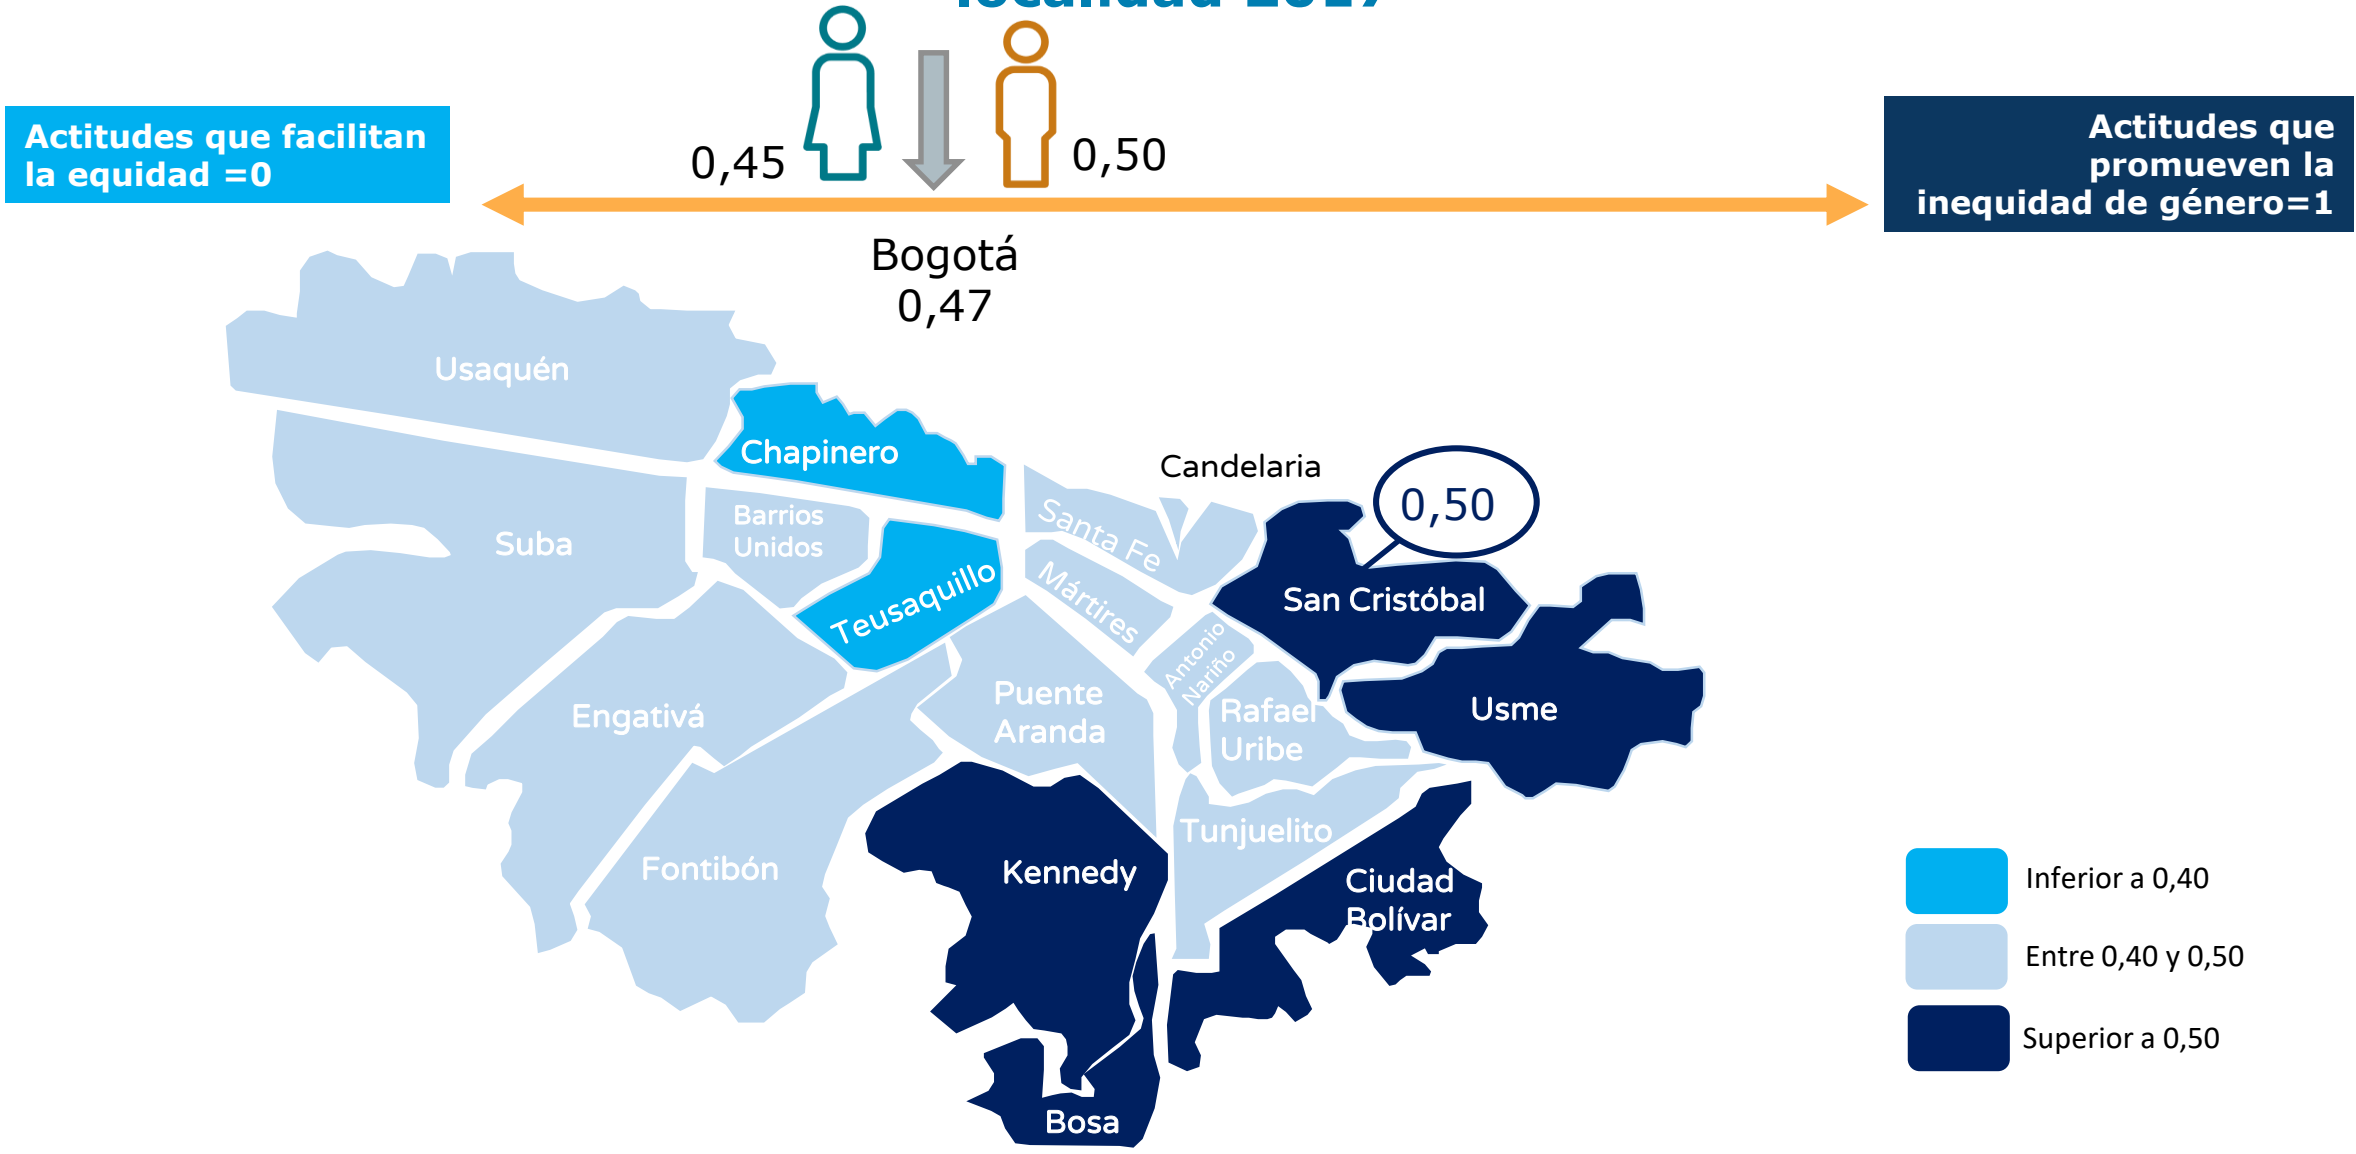 0,45
0,50
Actitudes que facilitan
la equidad =0
Actitudes que
promueven la
inequidad de género=1
Bogotá
0,47
Usaquén
Chapinero
Candelaria
0,50
Barrios
Unidos
Suba
Santa Fe
Teusaquillo
Mártires
San Cristóbal
Antonio
Nariño
Engativá
Puente
Aranda
Rafael
Uribe
Usme
Tunjuelito
Fontibón
Kennedy
Ciudad
Bolívar
Bosa
Inferior a 0,40
Entre 0,40 y 0,50
Superior a 0,50